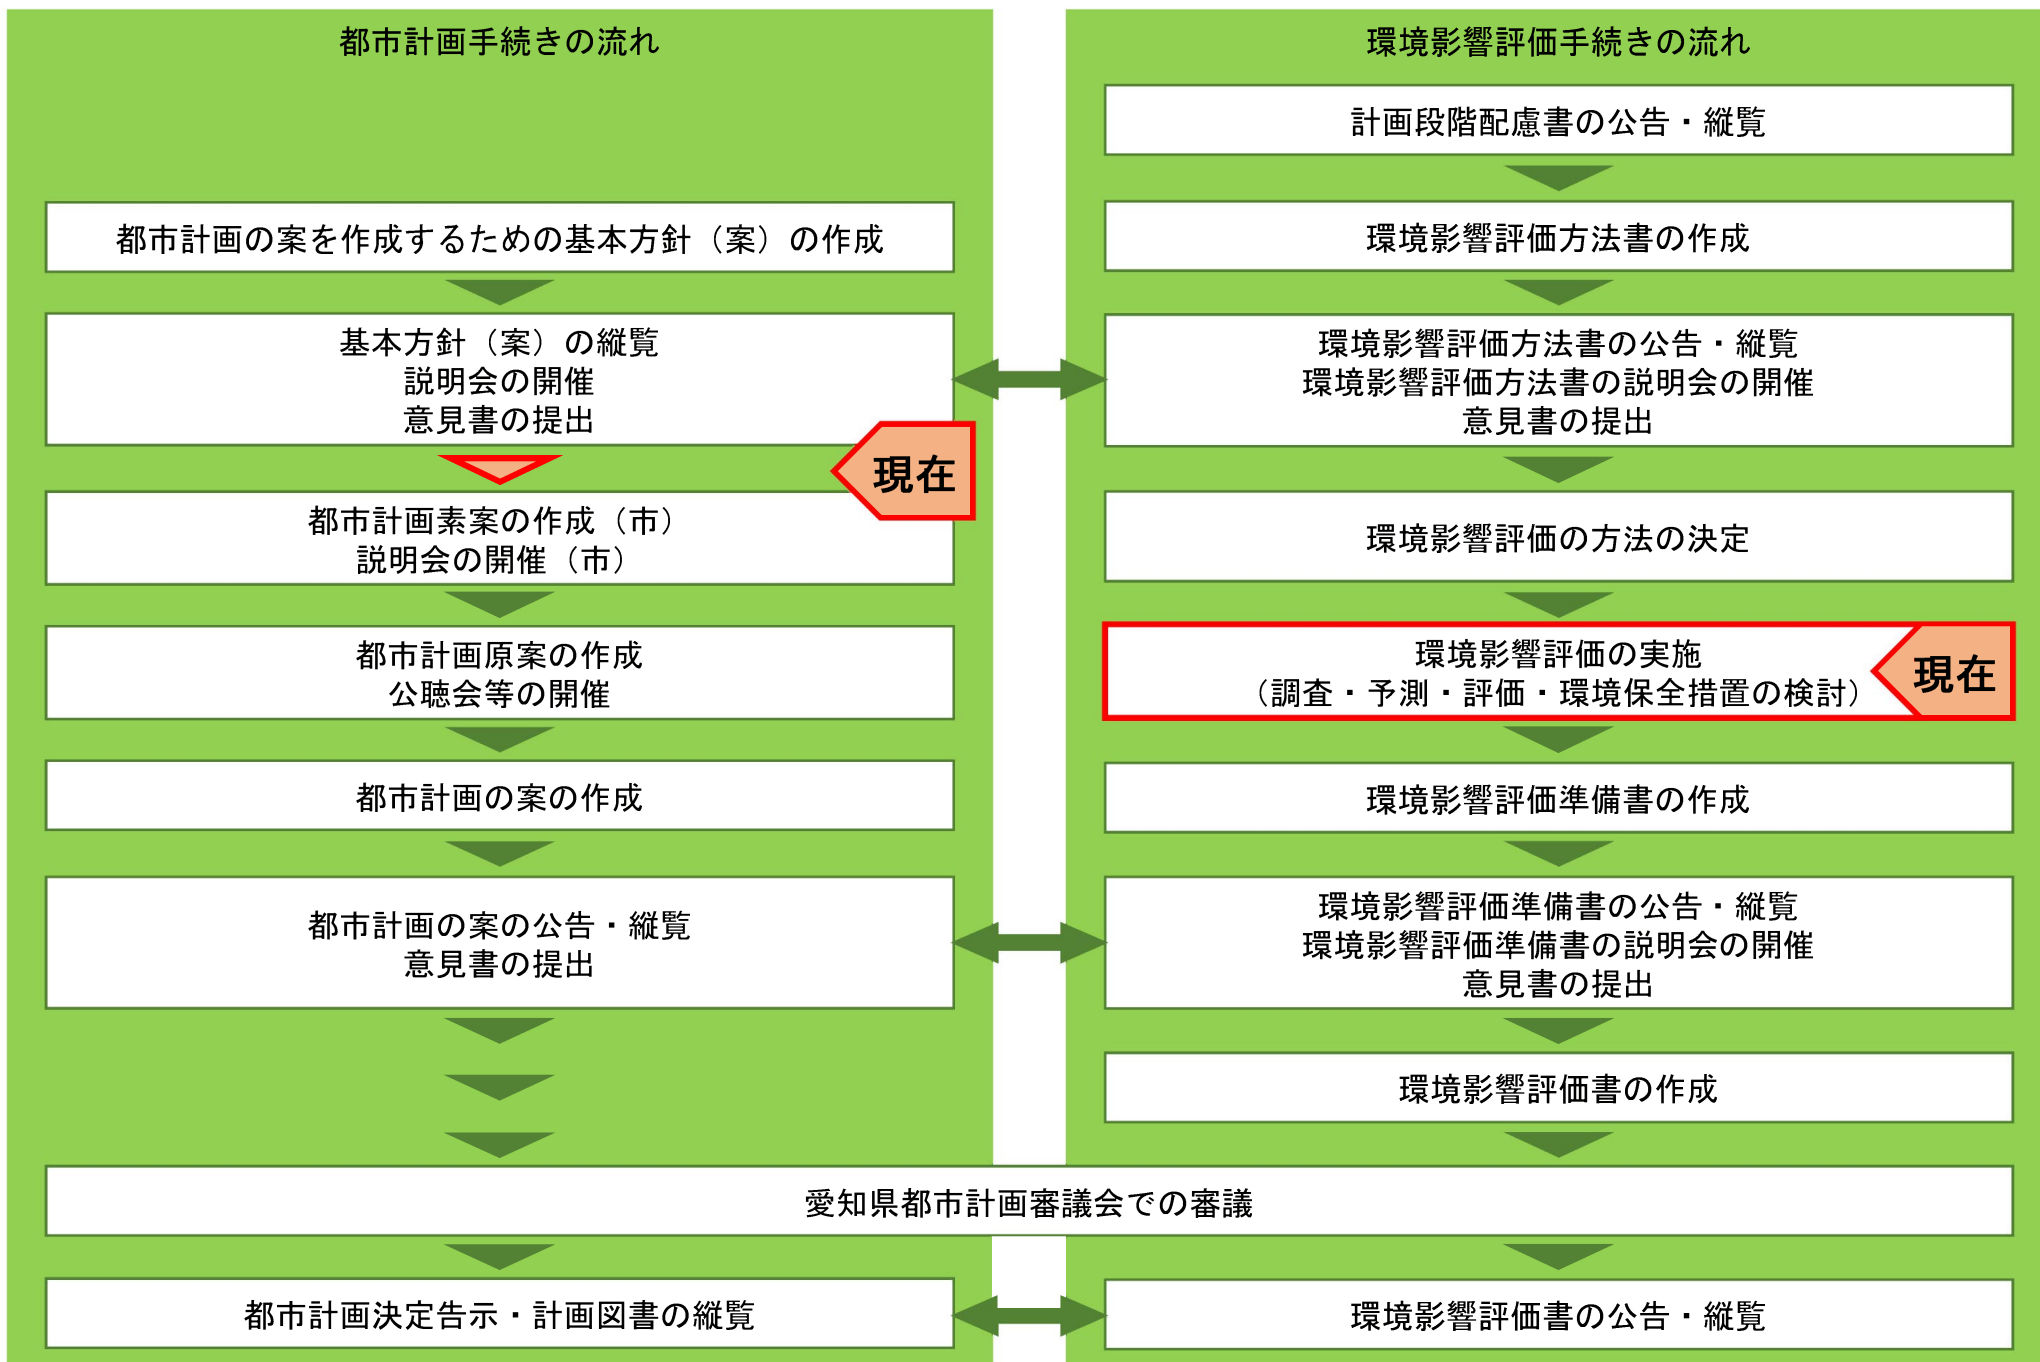 都市計画手続きの流れ
都市計画の案を作成するための基本方針（案）の作成
基本方針（案）の縦覧
説明会の開催
意見書の提出
現在
都市計画素案の作成（市）
説明会の開催（市）
都市計画原案の作成
公聴会等の開催
都市計画の案の作成
都市計画の案の公告・縦覧
意見書の提出
環境影響評価手続きの流れ
計画段階配慮書の公告・縦覧
環境影響評価方法書の作成
環境影響評価方法書の公告・縦覧
環境影響評価方法書の説明会の開催
意見書の提出
環境影響評価の方法の決定
環境影響評価の実施
（調査・予測・評価・環境保全措置の検討）
現在
環境影響評価準備書の作成
環境影響評価準備書の公告・縦覧
環境影響評価準備書の説明会の開催
意見書の提出
環境影響評価書の作成
愛知県都市計画審議会での審議
都市計画決定告示・計画図書の縦覧
環境影響評価書の公告・縦覧